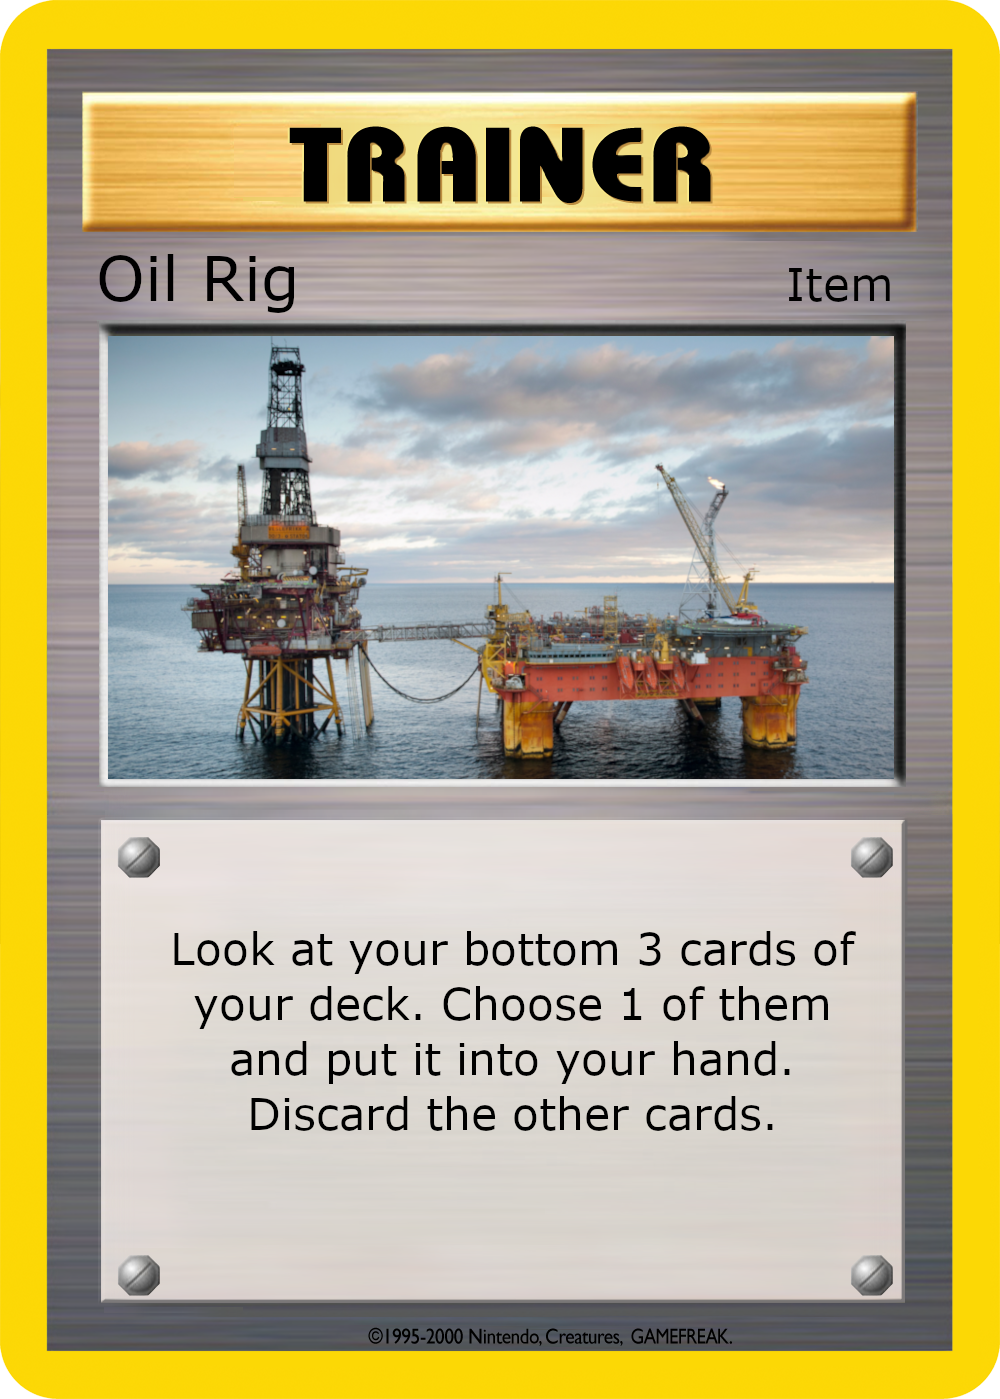 TRAINER
Oil Rig
Item
Look at your bottom 3 cards of
your deck. Choose 1 of them
and put it into your hand.
Discard the other cards.
©1995-2000 Nintendo, Creatures, GAMEFREAK.